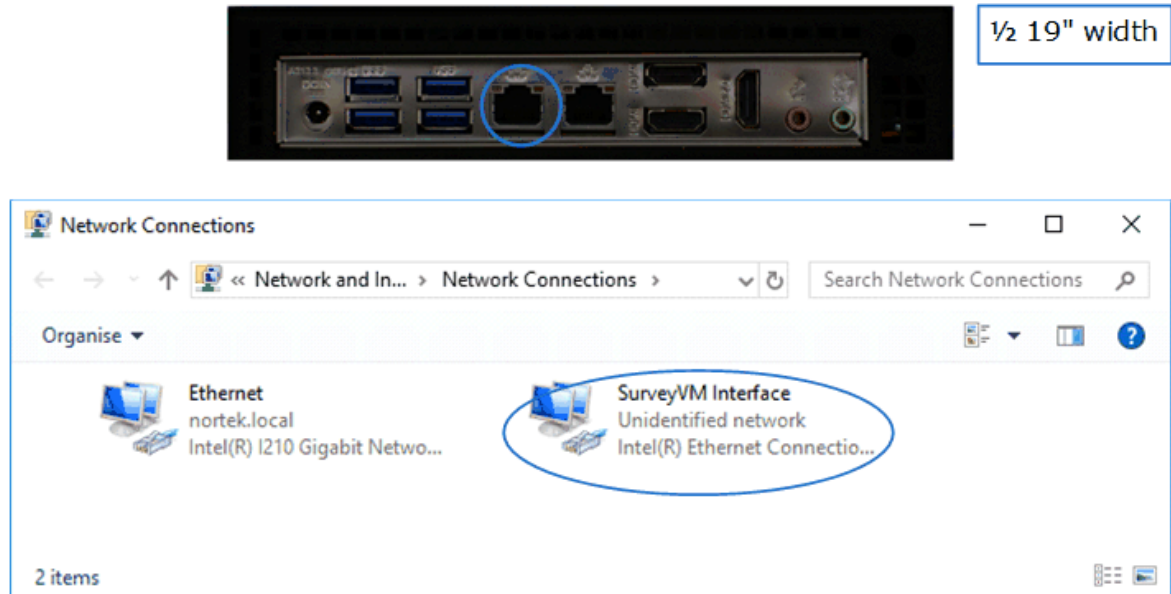 ½ 19" width
Network Connections
« Network and In... › Network Connections ›
Search Network Connections
Organise
Ethernet
nortek.local
Intel(R) I210 Gigabit Netwo...
SurveyVM Interface
Unidentified network
Intel(R) Ethernet Connectio...
2 items